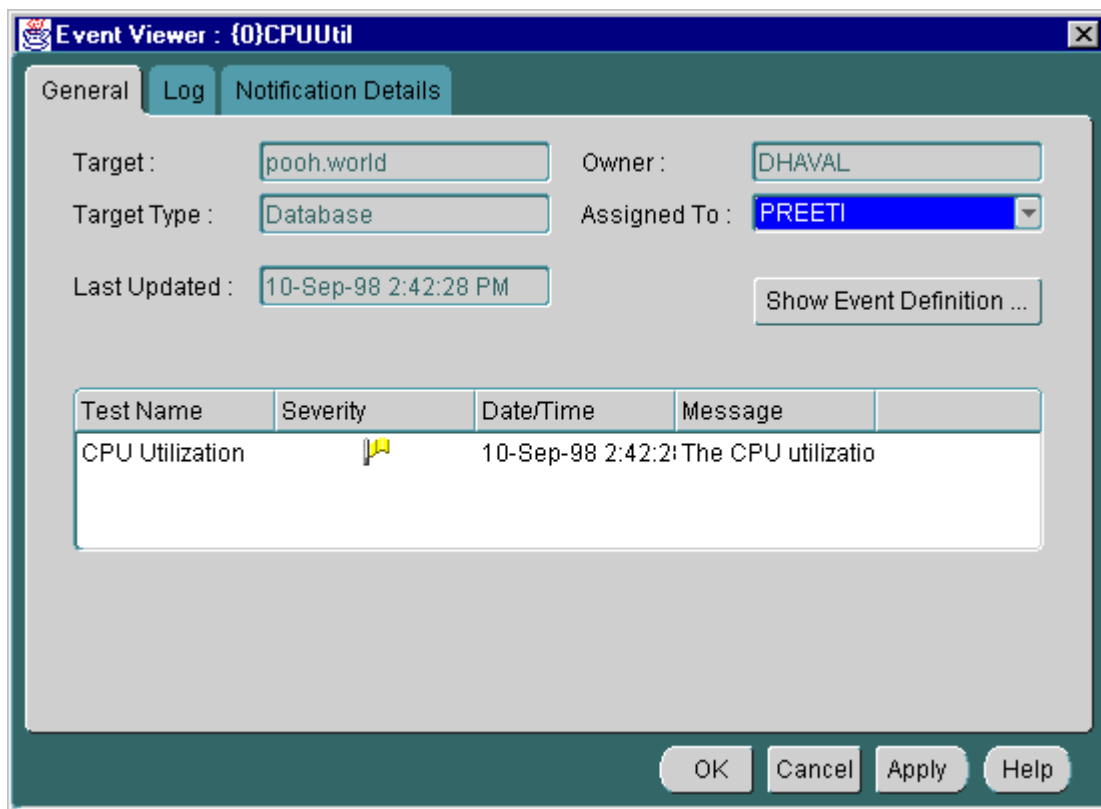 Event Viewer : {0}CPUUtil
General Log Notification Details
Target : pooh.world Owner : DHAVAL
Target Type : Database Assigned To : PREETI
Last Updated : 10-Sep-98 2:42:28 PM Show Event Definition ...
Test Name Severity Date/Time Message
CPU Utilization 10-Sep-98 2:42:28 The CPU utilizatio
OK Cancel Apply Help